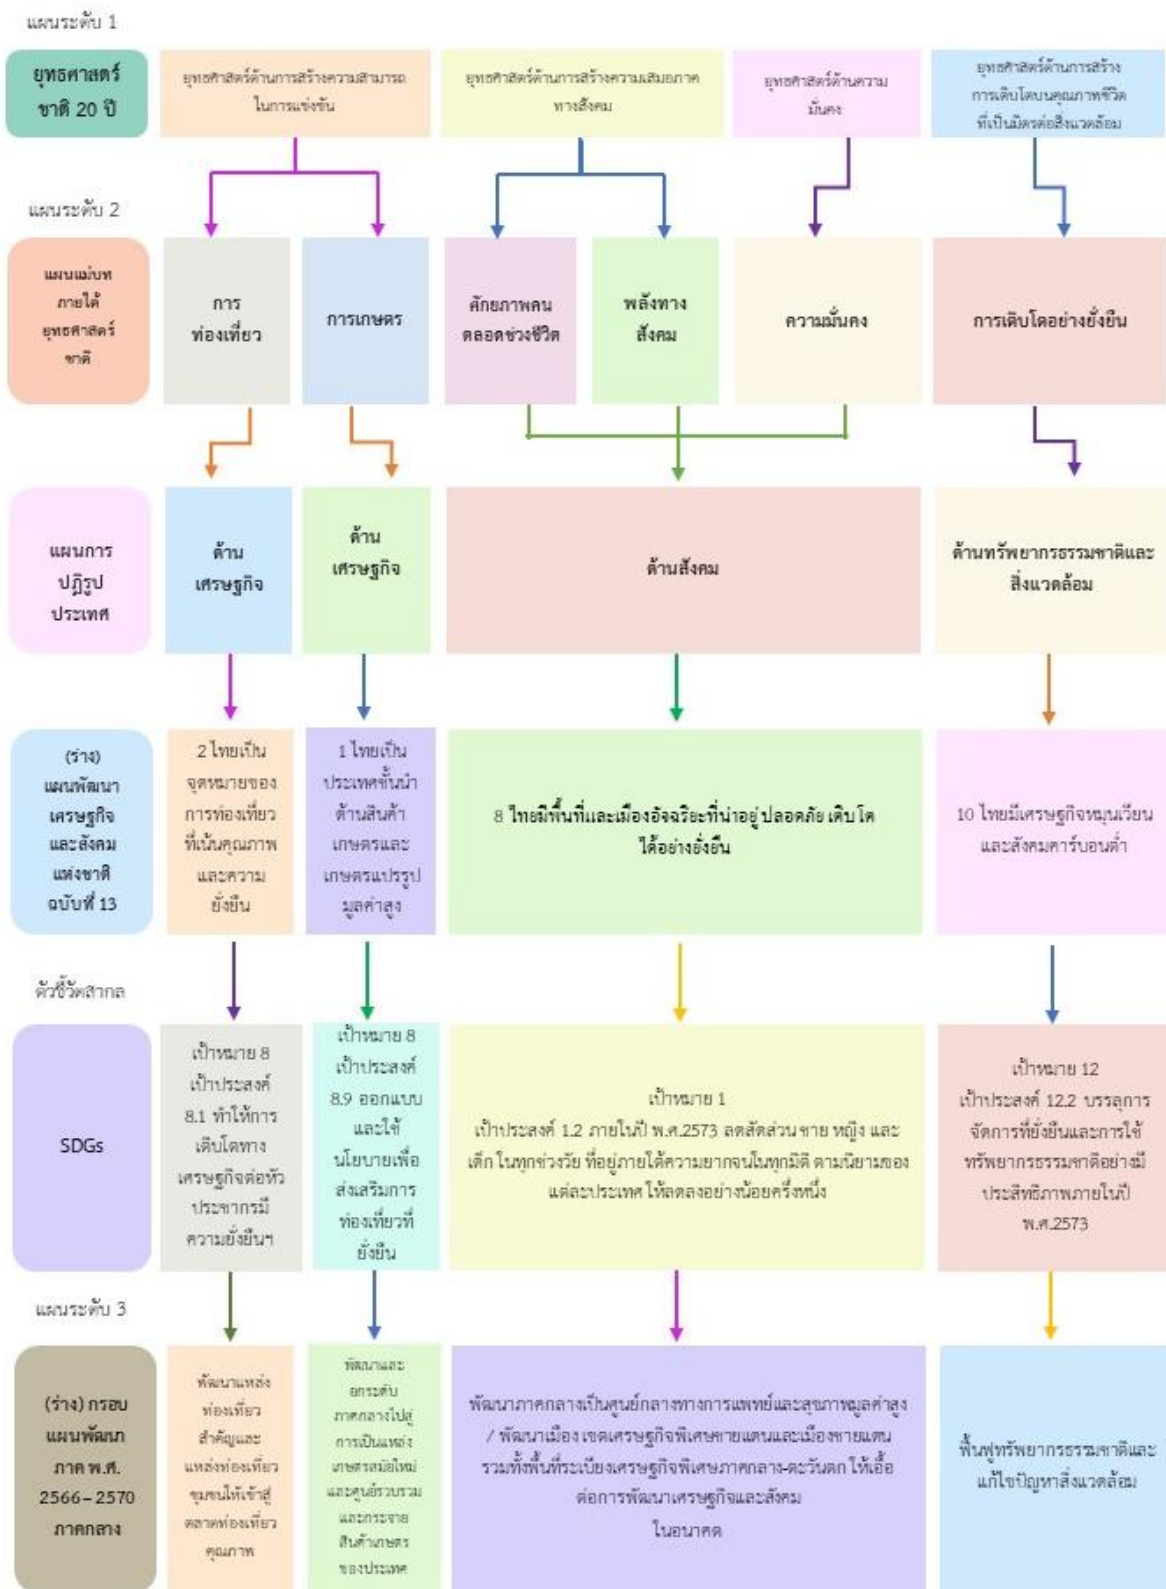 แผนระดับ 1
ยุทธศาสตร์
ชาติ 20 ปี
ยุทธศาสตร์ด้านการสร้างความสามารถ
ในการแข่งขัน
ยุทธศาสตร์ด้านการสร้างความเสมอภาค
ทางสังคม
ยุทธศาสตร์ด้านความ
มั่นคง
ยุทธศาสตร์ด้านการสร้าง
การเติบโตบนคุณภาพชีวิต
ที่เป็นมิตรต่อสิ่งแวดล้อม
แผนระดับ 2
แผนแม่บท
ภายใต้
ยุทธศาสตร์
ชาติ
การ
ท่องเที่ยว
การเกษตร
ศักยภาพคน
ตลอดช่วงชีวิต
พลังทาง
สังคม
ความมั่นคง
การเติบโตอย่างยั่งยืน
แผนการ
ปฏิรูป
ประเทศ
ด้าน
เศรษฐกิจ
ด้าน
เศรษฐกิจ
ด้านสังคม
ด้านทรัพยากรธรรมชาติและ
สิ่งแวดล้อม
(ร่าง)
แผนพัฒนา
เศรษฐกิจ
และสังคม
แห่งชาติ
ฉบับที่ 13
2 ไทยเป็น
จุดหมายของ
การท่องเที่ยว
ที่เน้นคุณภาพ
และความ
ยั่งยืน
1 ไทยเป็น
ประเทศชั้นนำ
ด้านสินค้า
เกษตรและ
เกษตรแปรรูป
มูลค่าสูง
8 ไทยมีพื้นที่และเมืองอัจฉริยะที่น่าอยู่ ปลอดภัย เติบโต
ได้อย่างยั่งยืน
10 ไทยมีเศรษฐกิจหมุนเวียน
และสังคมคาร์บอนต่ำ
ตัวชี้วัดสากล
SDGs
เป้าหมาย 8
เป้าประสงค์
8.1 ทำให้การ
เติบโตทาง
เศรษฐกิจต่อหัว
ประชากรมี
ความยั่งยืนฯ
เป้าหมาย 8
เป้าประสงค์
8.9 ออกแบบ
และใช้
นโยบายเพื่อ
ส่งเสริมการ
ท่องเที่ยวที่
ยั่งยืน
เป้าหมาย 1
เป้าประสงค์ 1.2 ภายในปี พ.ศ.2573 ลดสัดส่วน ชาย หญิง และ
เด็ก ในทุกช่วงวัย ที่อยู่ภายใต้ความยากจนในทุกมิติ ตามนิยามของ
แต่ละประเทศ ให้ลดลงอย่างน้อยครึ่งหนึ่ง
เป้าหมาย 12
เป้าประสงค์ 12.2 บรรลุการ
จัดการที่ยั่งยืนและการใช้
ทรัพยากรธรรมชาติอย่างมี
ประสิทธิภาพภายในปี
พ.ศ.2573
แผนระดับ 3
(ร่าง) กรอบ
แผนพัฒนา
ภาค พ.ศ.
2566 – 2570
ภาคกลาง
พัฒนาแหล่ง
ท่องเที่ยว
สำคัญและ
แหล่งท่องเที่ยว
ชุมชนให้เข้าสู่
ตลาดท่องเที่ยว
คุณภาพ
พัฒนาและ
ยกระดับ
ภาคกลางไปสู่
การเป็นแหล่ง
เกษตรสมัยใหม่
และศูนย์รวบรวม
และกระจาย
สินค้าเกษตร
ของประเทศ
พัฒนาภาคกลางเป็นศูนย์กลางทางการแพทย์และสุขภาพมูลค่าสูง
/ พัฒนาเมือง เขตเศรษฐกิจพิเศษชายแดนและเมืองชายแดน
รวมทั้งพื้นที่ระเบียงเศรษฐกิจพิเศษภาคกลาง-ตะวันตก ให้เอื้อ
ต่อการพัฒนาเศรษฐกิจและสังคม
ในอนาคต
ฟื้นฟูทรัพยากรธรรมชาติและ
แก้ไขปัญหาสิ่งแวดล้อม